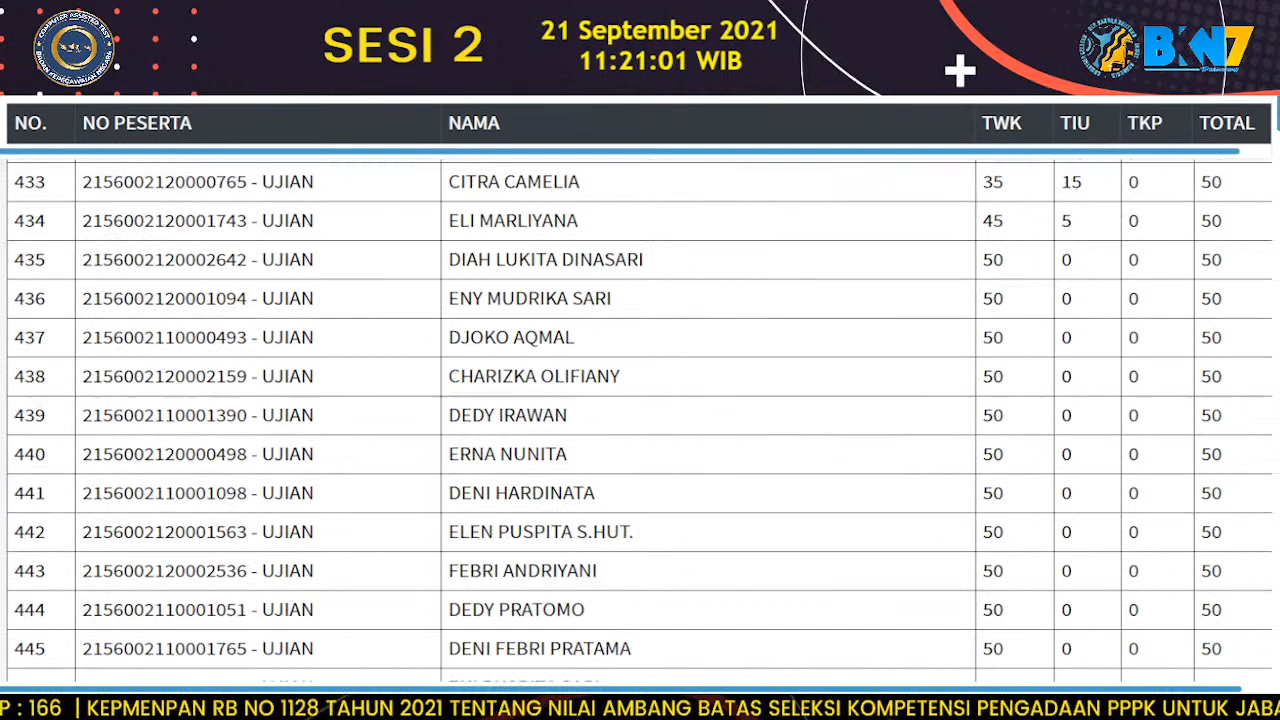 COMPUTER ASSISTED TEST
BADAN KEPEGAWAIAN NEGARA
SESI 2
21 September 2021
11:21:01 WIB
BKN7
NO. NO PESERTA NAMA TWK TIU TKP TOTAL
433 2156002120000765 - UJIAN CITRA CAMELIA 35 15 0 50
434 2156002120001743 - UJIAN ELI MARLIYANA 45 5 0 50
435 2156002120002642 - UJIAN DIAH LUKITA DINASARI 50 0 0 50
436 2156002120001094 - UJIAN ENY MUDRIKA SARI 50 0 0 50
437 2156002110000493 - UJIAN DJOKO AQMAL 50 0 0 50
438 2156002120002159 - UJIAN CHARIZKA OLIFIANY 50 0 0 50
439 2156002110001390 - UJIAN DEDY IRAWAN 50 0 0 50
440 2156002120000498 - UJIAN ERNA NUNITA 50 0 0 50
441 2156002110001098 - UJIAN DENI HARDINATA 50 0 0 50
442 2156002120001563 - UJIAN ELEN PUSPITA S.HUT. 50 0 0 50
443 2156002120002536 - UJIAN FEBRI ANDRIYANI 50 0 0 50
444 2156002110001051 - UJIAN DEDY PRATOMO 50 0 0 50
445 2156002110001765 - UJIAN DENI FEBRI PRATAMA 50 0 0 50
P : 166 | KEPMENPAN RB NO 1128 TAHUN 2021 TENTANG NILAI AMBANG BATAS SELEKSI KOMPETENSI PENGADAAN PPPK UNTUK JABA